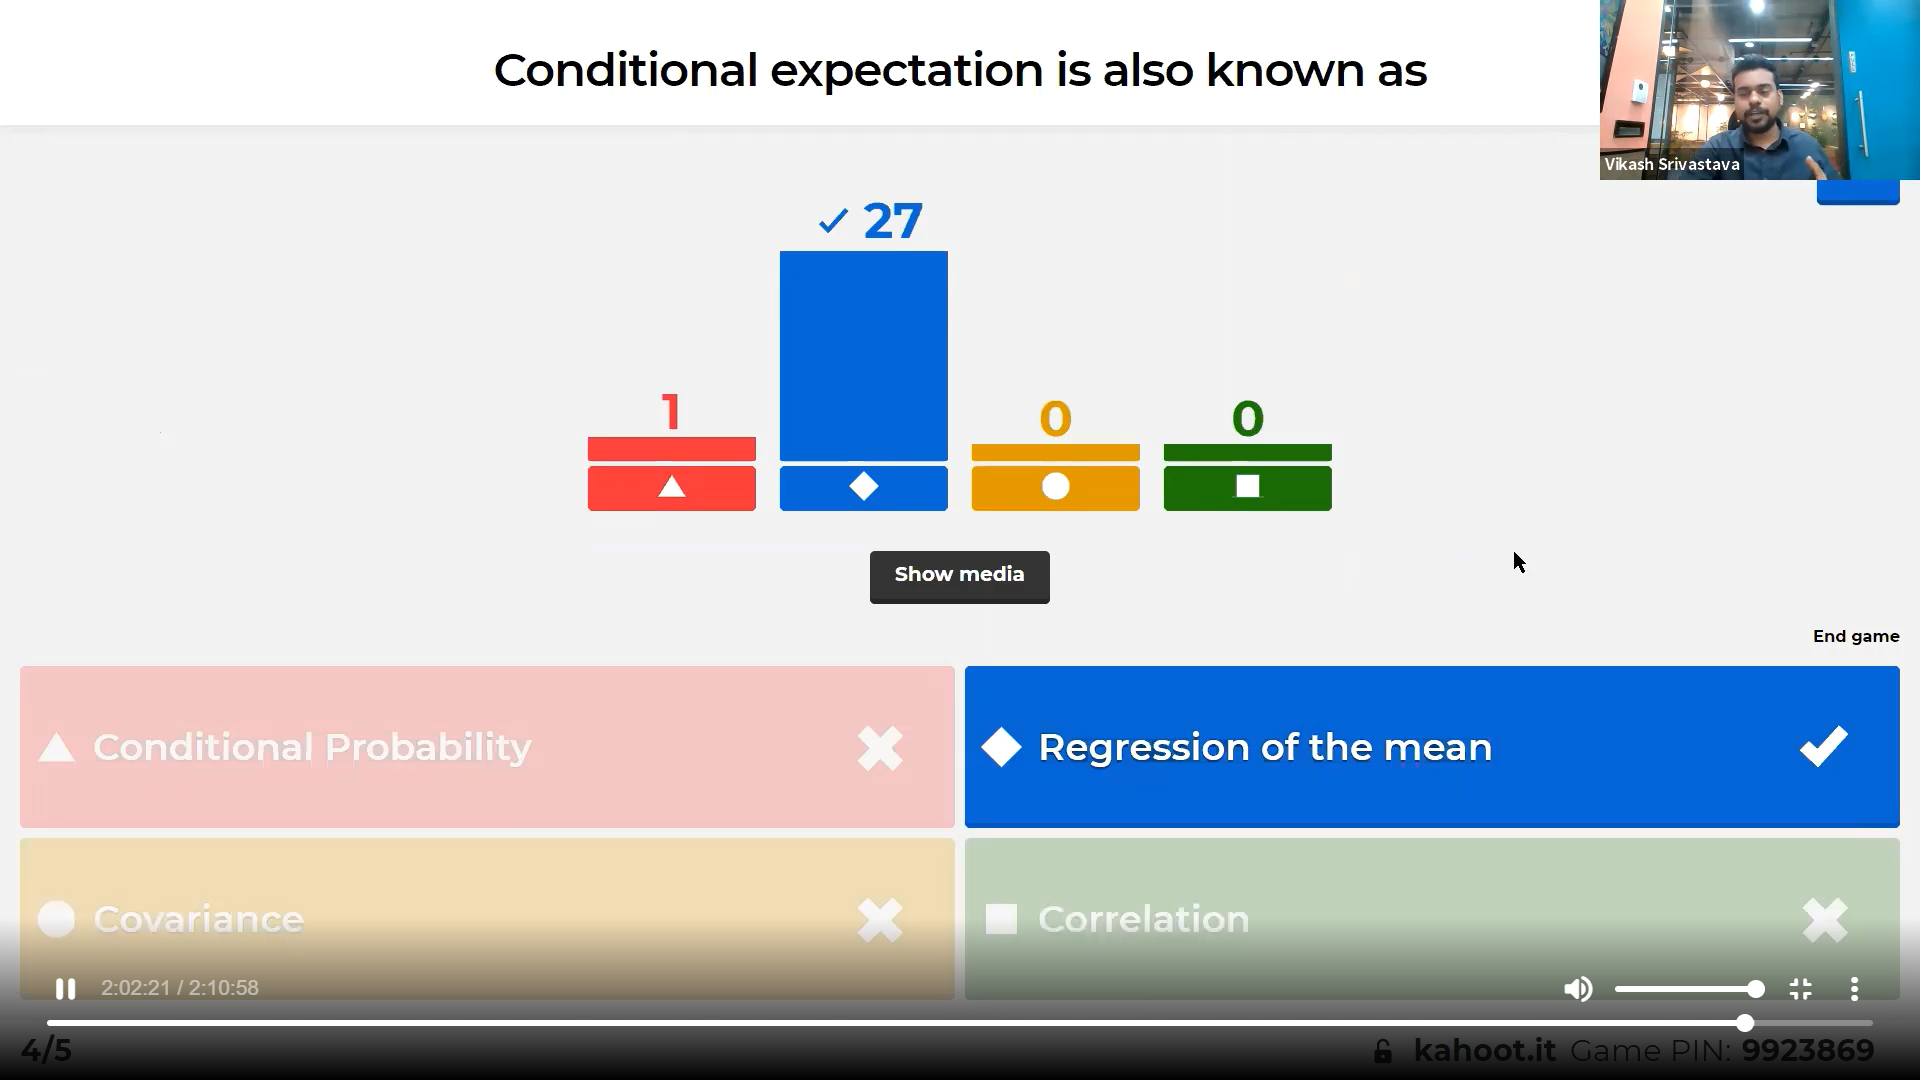 Conditional expectation is also known as
Vikash Srivastava
27
1
0
0
Show media
End game
Conditional Probability
Regression of the mean
Covariance
Correlation
2:02:21 / 2:10:58
4/5
kahoot.it Game PIN: 9923869